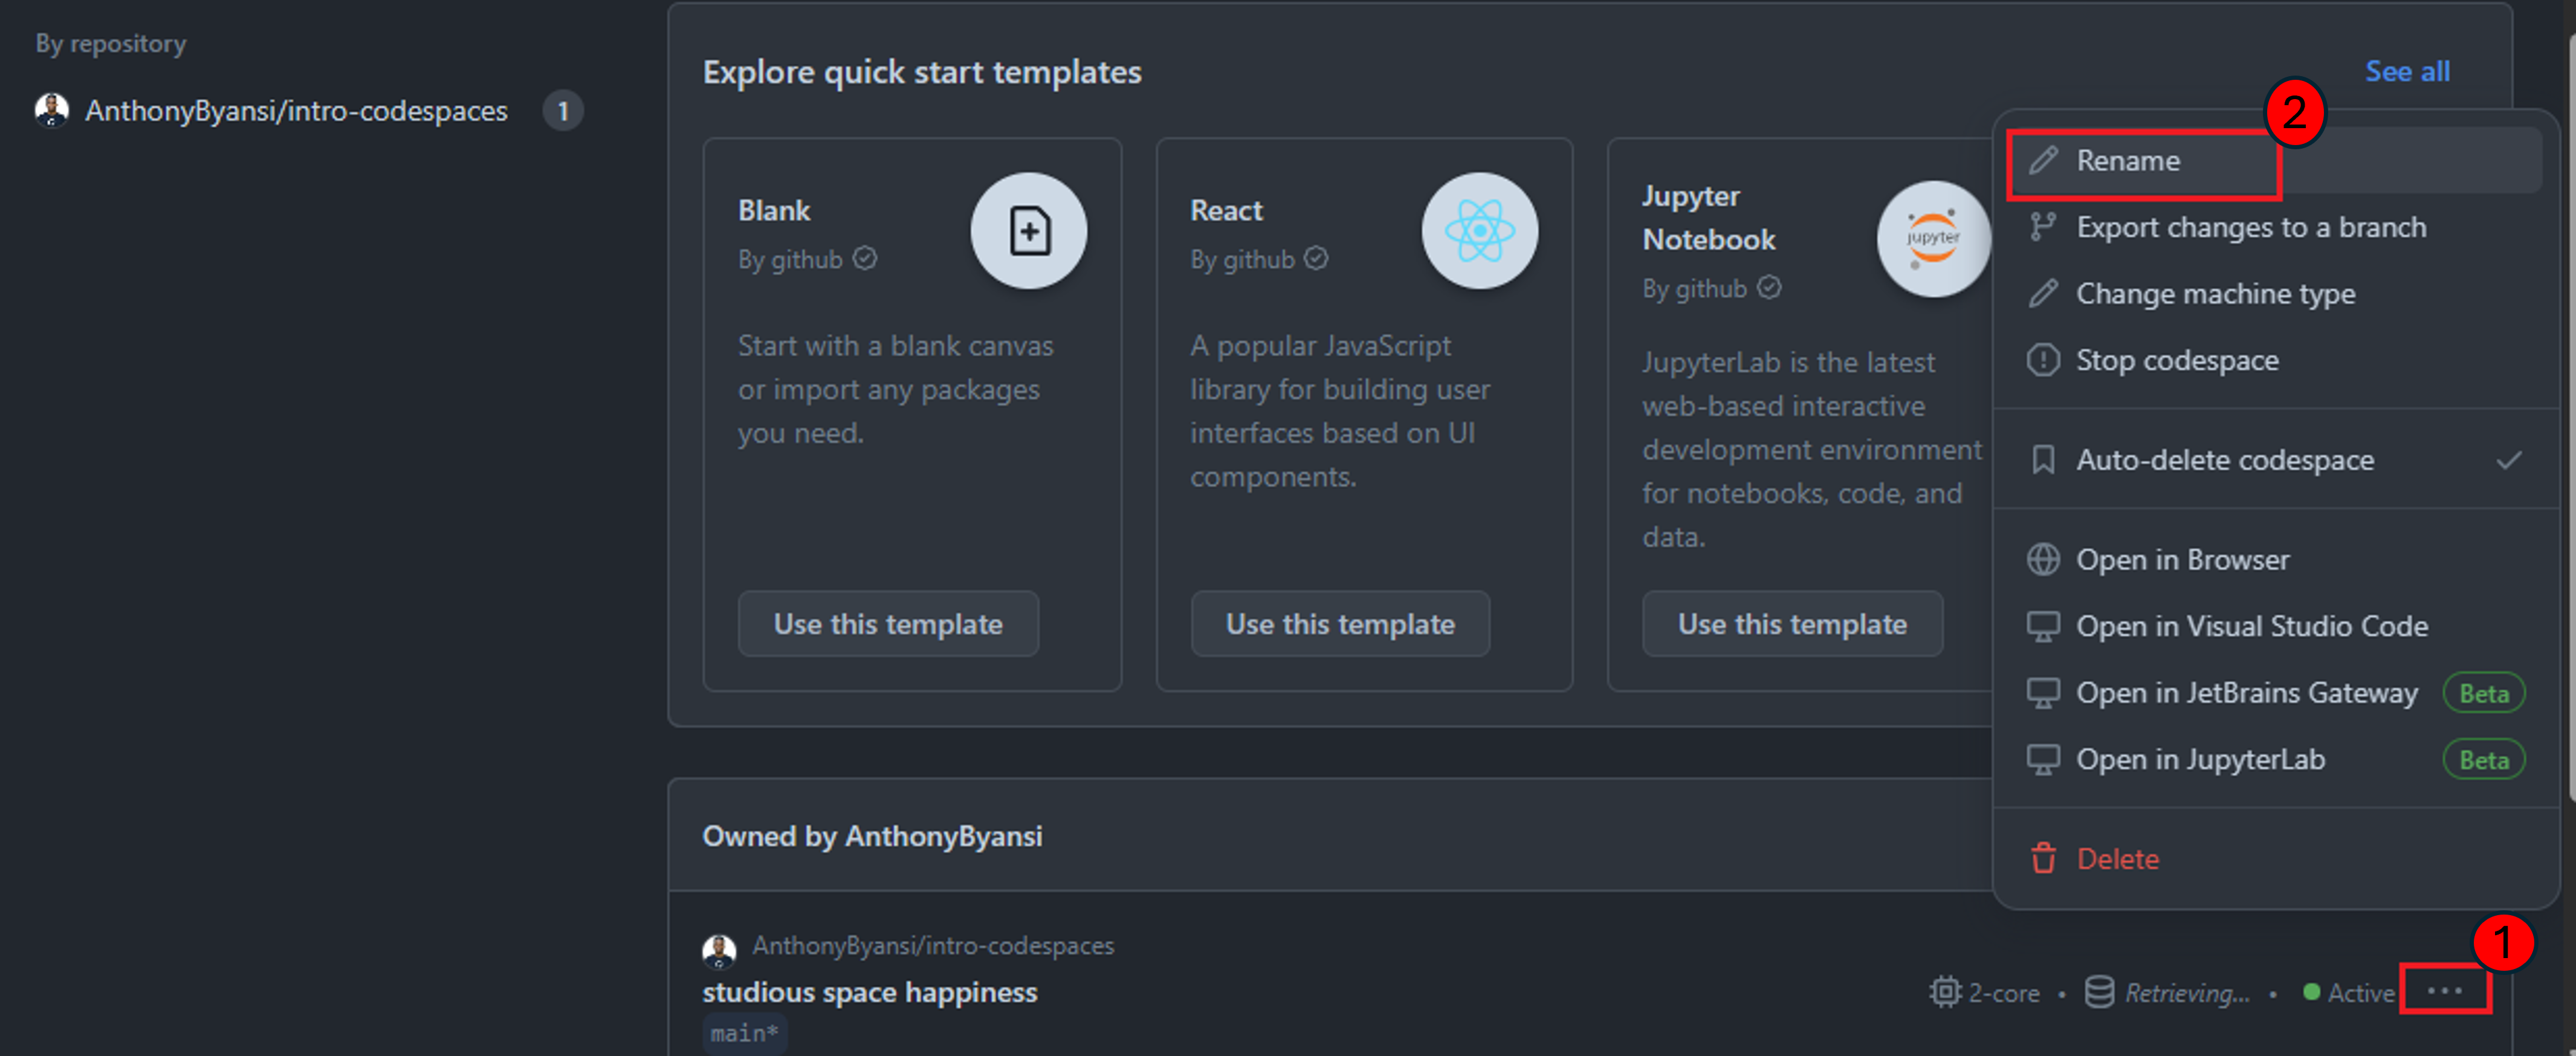 By repository
AnthonyByansi/intro-codespaces 1
Explore quick start templates
See all
Blank
By github
Start with a blank canvas
or import any packages
you need.
Use this template
React
By github
A popular JavaScript
library for building user
interfaces based on UI
components.
Use this template
Jupyter
Notebook
By github
jupyter
JupyterLab is the latest
web-based interactive
development environment
for notebooks, code, and
data.
Use this template
2
Rename
Export changes to a branch
Change machine type
Stop codespace
Auto-delete codespace
Open in Browser
Open in Visual Studio Code
Open in JetBrains Gateway Beta
Open in JupyterLab Beta
Delete
Owned by AnthonyByansi
AnthonyByansi/intro-codespaces
studious space happiness
main*
2-core • Retrieving... • Active ...
1